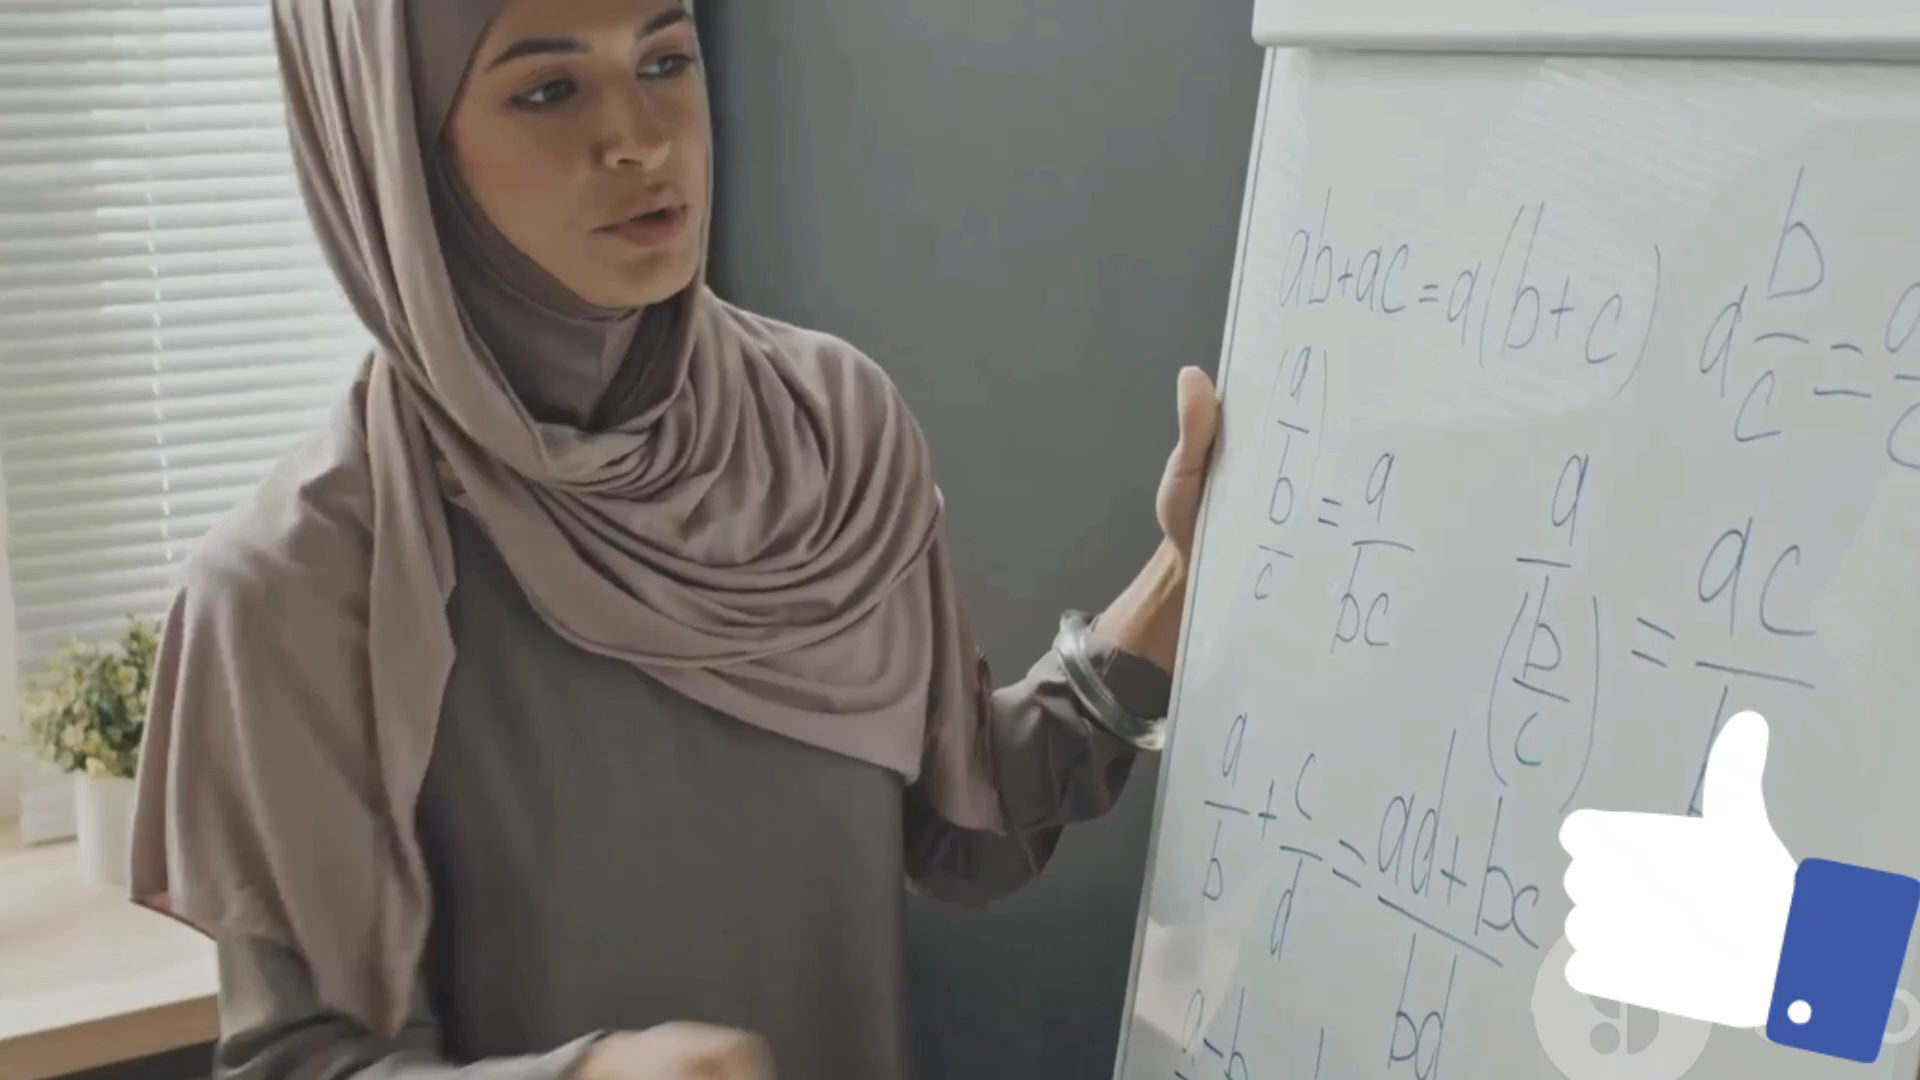 ab+ac=a(b+c)
a b/c =
(a/b)/c = a/bc
a/(b/c) = ac/
a/b + c/d = ad+bc/bd
a-b